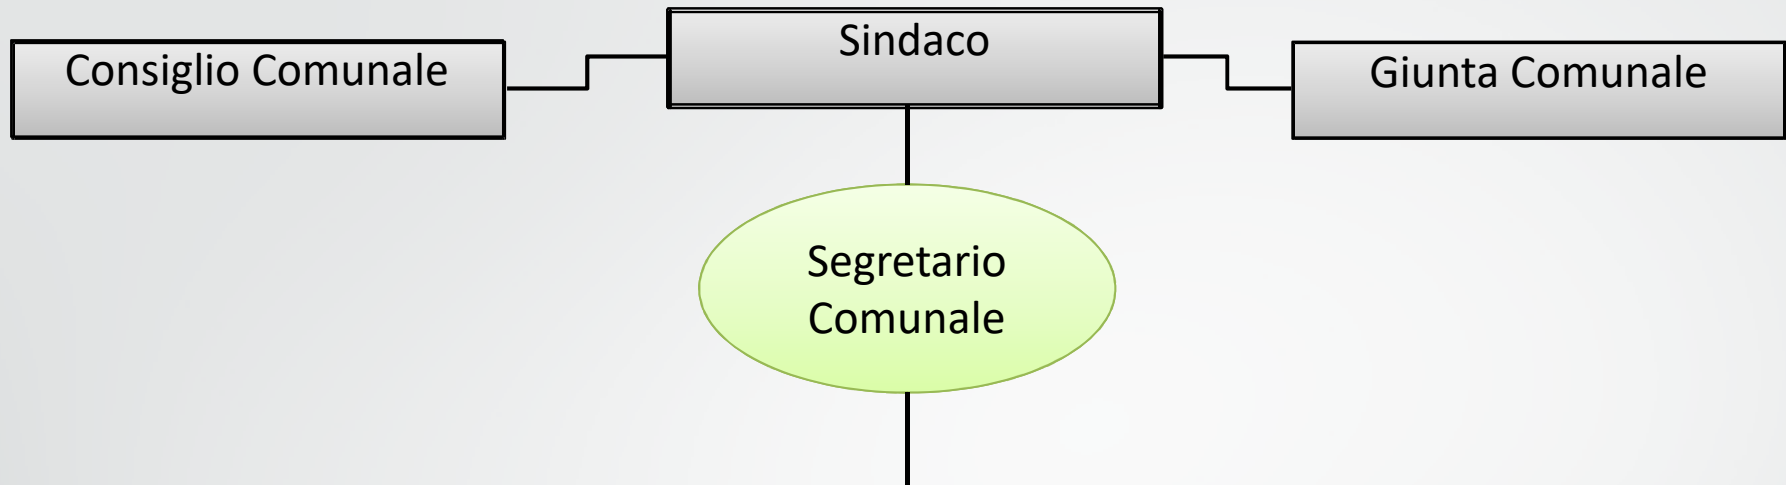 Consiglio Comunale
Sindaco
Giunta Comunale
Segretario
Comunale